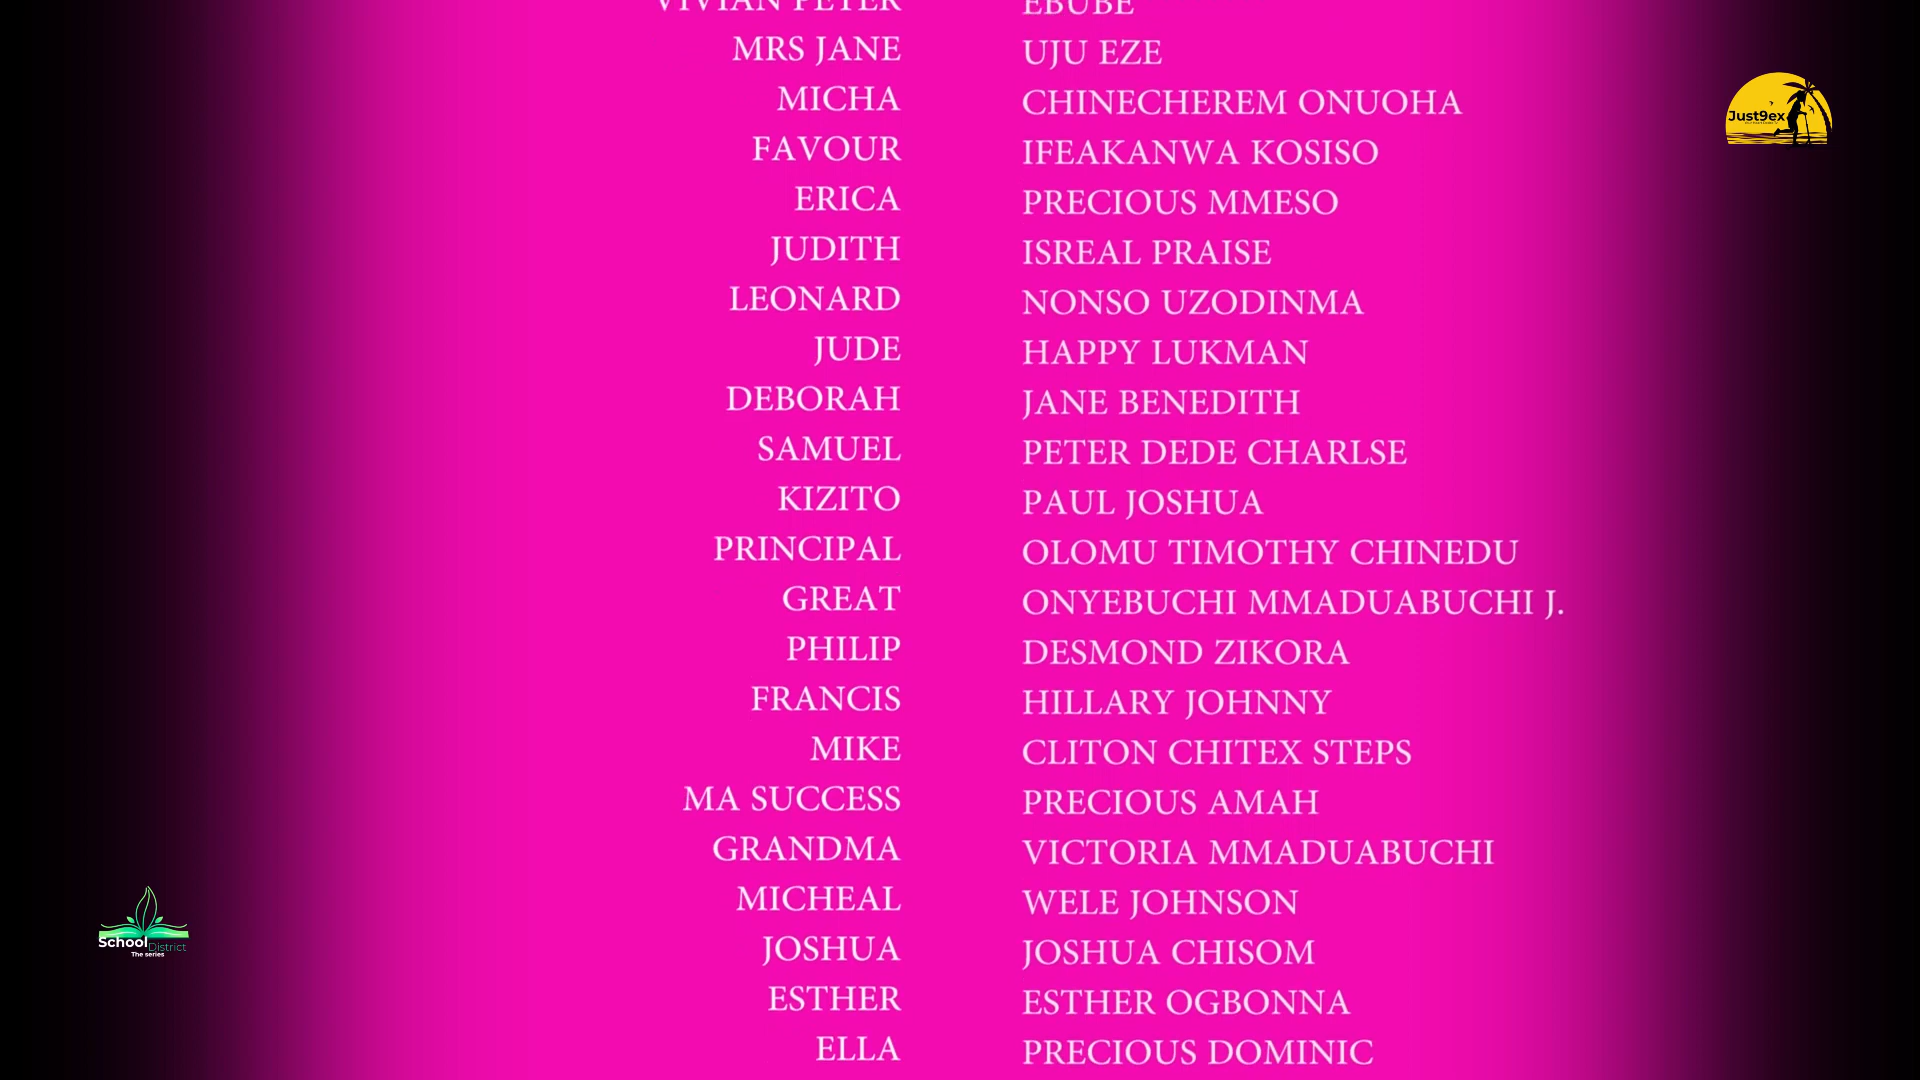 VIVIAN PETER EBUBE
MRS JANE UJU EZE
MICHA CHINECHEREM ONUOHA
FAVOUR IFEAKANWA KOSISO
ERICA PRECIOUS MMESO
JUDITH ISREAL PRAISE
LEONARD NONSO UZODINMA
JUDE HAPPY LUKMAN
DEBORAH JANE BENEDITH
SAMUEL PETER DEDE CHARLSE
KIZITO PAUL JOSHUA
PRINCIPAL OLOMU TIMOTHY CHINEDU
GREAT ONYEBUCHI MMADUABUCHI J.
PHILIP DESMOND ZIKORA
FRANCIS HILLARY JOHNNY
MIKE CLITON CHITEX STEPS
MA SUCCESS PRECIOUS AMAH
GRANDMA VICTORIA MMADUABUCHI
MICHEAL WELE JOHNSON
JOSHUA JOSHUA CHISOM
ESTHER ESTHER OGBONNA
ELLA PRECIOUS DOMINIC
Just9ex
School District
The series